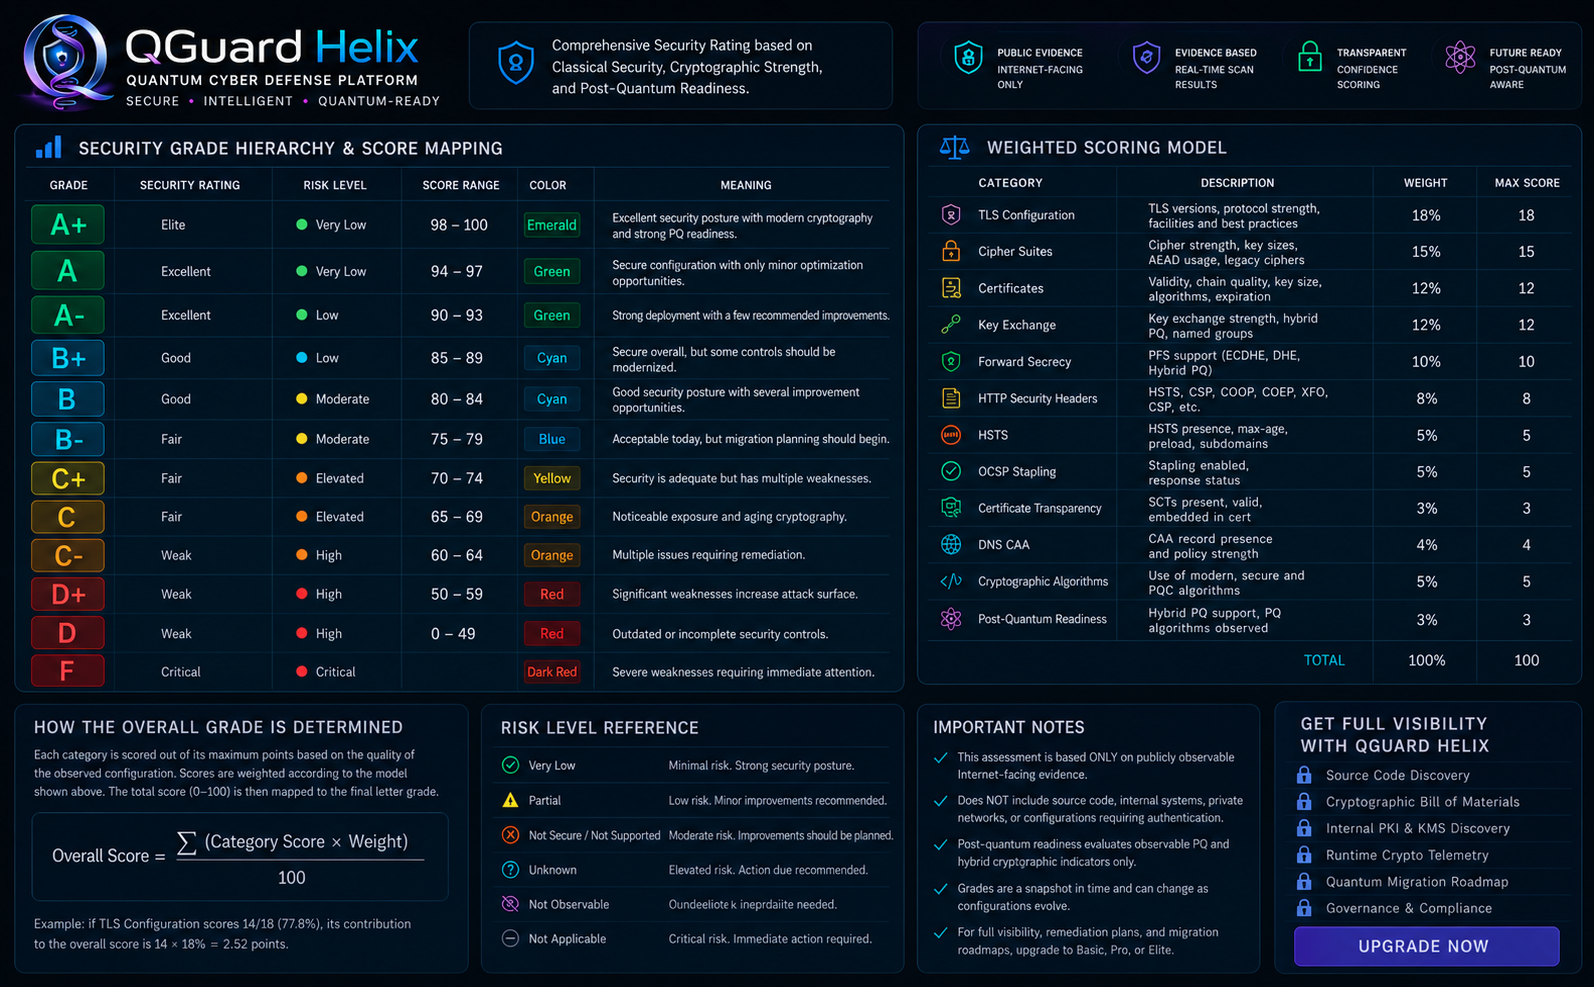 QGuard Helix
QUANTUM CYBER DEFENSE PLATFORM
SECURE • INTELLIGENT • QUANTUM-READY
Comprehensive Security Rating based on
Classical Security, Cryptographic Strength,
and Post-Quantum Readiness.
PUBLIC EVIDENCE
INTERNET-FACING
ONLY
EVIDENCE BASED
REAL-TIME SCAN
RESULTS
TRANSPARENT
CONFIDENCE
SCORING
FUTURE READY
POST-QUANTUM
AWARE
SECURITY GRADE HIERARCHY & SCORE MAPPING
GRADE SECURITY RATING RISK LEVEL SCORE RANGE COLOR MEANING
A+ Elite Very Low 98 – 100 Emerald Excellent security posture with modern cryptography
and strong PQ readiness.
A Excellent Very Low 94 – 97 Green Secure configuration with only minor optimization
opportunities.
A- Excellent Low 90 – 93 Green Strong deployment with a few recommended improvements.
B+ Good Low 85 – 89 Cyan Secure overall, but some controls should be
modernized.
B Good Moderate 80 – 84 Cyan Good security posture with several improvement
opportunities.
B- Fair Moderate 75 – 79 Blue Acceptable today, but migration planning should begin.
C+ Fair Elevated 70 – 74 Yellow Security is adequate but has multiple weaknesses.
C Fair Elevated 65 – 69 Orange Noticeable exposure and aging cryptography.
C- Weak High 60 – 64 Orange Multiple issues requiring remediation.
D+ Weak High 50 – 59 Red Significant weaknesses increase attack surface.
D Weak High 0 – 49 Red Outdated or incomplete security controls.
F Critical Critical Dark Red Severe weaknesses requiring immediate attention.
WEIGHTED SCORING MODEL
CATEGORY DESCRIPTION WEIGHT MAX SCORE
TLS Configuration TLS versions, protocol strength,
facilities and best practices 18% 18
Cipher Suites Cipher strength, key sizes,
AEAD usage, legacy ciphers 15% 15
Certificates Validity, chain quality, key size,
algorithms, expiration 12% 12
Key Exchange Key exchange strength, hybrid
PQ, named groups 12% 12
Forward Secrecy PFS support (ECDHE, DHE,
Hybrid PQ) 10% 10
HTTP Security Headers HSTS, CSP, COOP, COEP, XFO,
CSP, etc. 8% 8
HSTS HSTS presence, max-age,
preload, subdomains 5% 5
OCSP Stapling Stapling enabled,
response status 5% 5
Certificate Transparency SCTs present, valid,
embedded in cert 3% 3
DNS CAA CAA record presence
and policy strength 4% 4
Cryptographic Algorithms Use of modern, secure and
PQC algorithms 5% 5
Post-Quantum Readiness Hybrid PQ support, PQ
algorithms observed 3% 3
TOTAL 100% 100
HOW THE OVERALL GRADE IS DETERMINED
Each category is scored out of its maximum points based on the quality of
the observed configuration. Scores are weighted according to the model
shown above. The total score (0–100) is then mapped to the final letter grade.
Overall Score = ∑ (Category Score × Weight)
100
Example: if TLS Configuration scores 14/18 (77.8%), its contribution
to the overall score is 14 × 18% = 2.52 points.
RISK LEVEL REFERENCE
Very Low Minimal risk. Strong security posture.
Partial Low risk. Minor improvements recommended.
Not Secure / Not Supported Moderate risk. Improvements should be planned.
Unknown Elevated risk. Action due recommended.
Not Observable needed.
Not Applicable Critical risk. Immediate action required.
IMPORTANT NOTES
This assessment is based ONLY on publicly observable
Internet-facing evidence.
Does NOT include source code, internal systems, private
networks, or configurations requiring authentication.
Post-quantum readiness evaluates observable PQ and
hybrid cryptographic indicators only.
Grades are a snapshot in time and can change as
configurations evolve.
For full visibility, remediation plans, and migration
roadmaps, upgrade to Basic, Pro, or Elite.
GET FULL VISIBILITY
WITH QGUARD HELIX
Source Code Discovery
Cryptographic Bill of Materials
Internal PKI & KMS Discovery
Runtime Crypto Telemetry
Quantum Migration Roadmap
Governance & Compliance
UPGRADE NOW